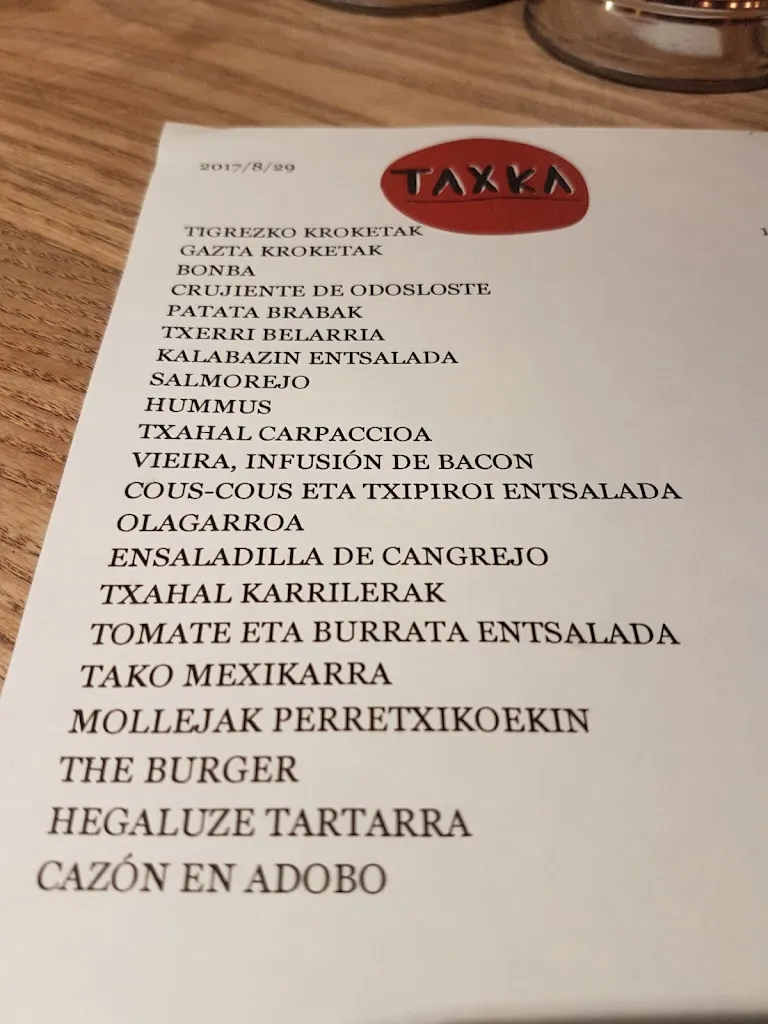 2017/8/29
TAXKA
TIGREZKO KROKETAK
GAZTA KROKETAK
BONBA
CRUJIENTE DE ODOSLOSTE
PATATA BRABAK
TXERRI BELARRIA
KALABAZIN ENTSALADA
SALMOREJO
HUMMUS
TXAHAL CARPACCIOA
VIEIRA, INFUSIÓN DE BACON
COUS-COUS ETA TXIPIROI ENTSALADA
OLAGARROA
ENSALADILLA DE CANGREJO
TXAHAL KARRILERAK
TOMATE ETA BURRATA ENTSALADA
TAKO MEXIKARRA
MOLLEJAK PERRETXIKOEKIN
THE BURGER
HEGALUZE TARTARRA
CAZÓN EN ADOBO